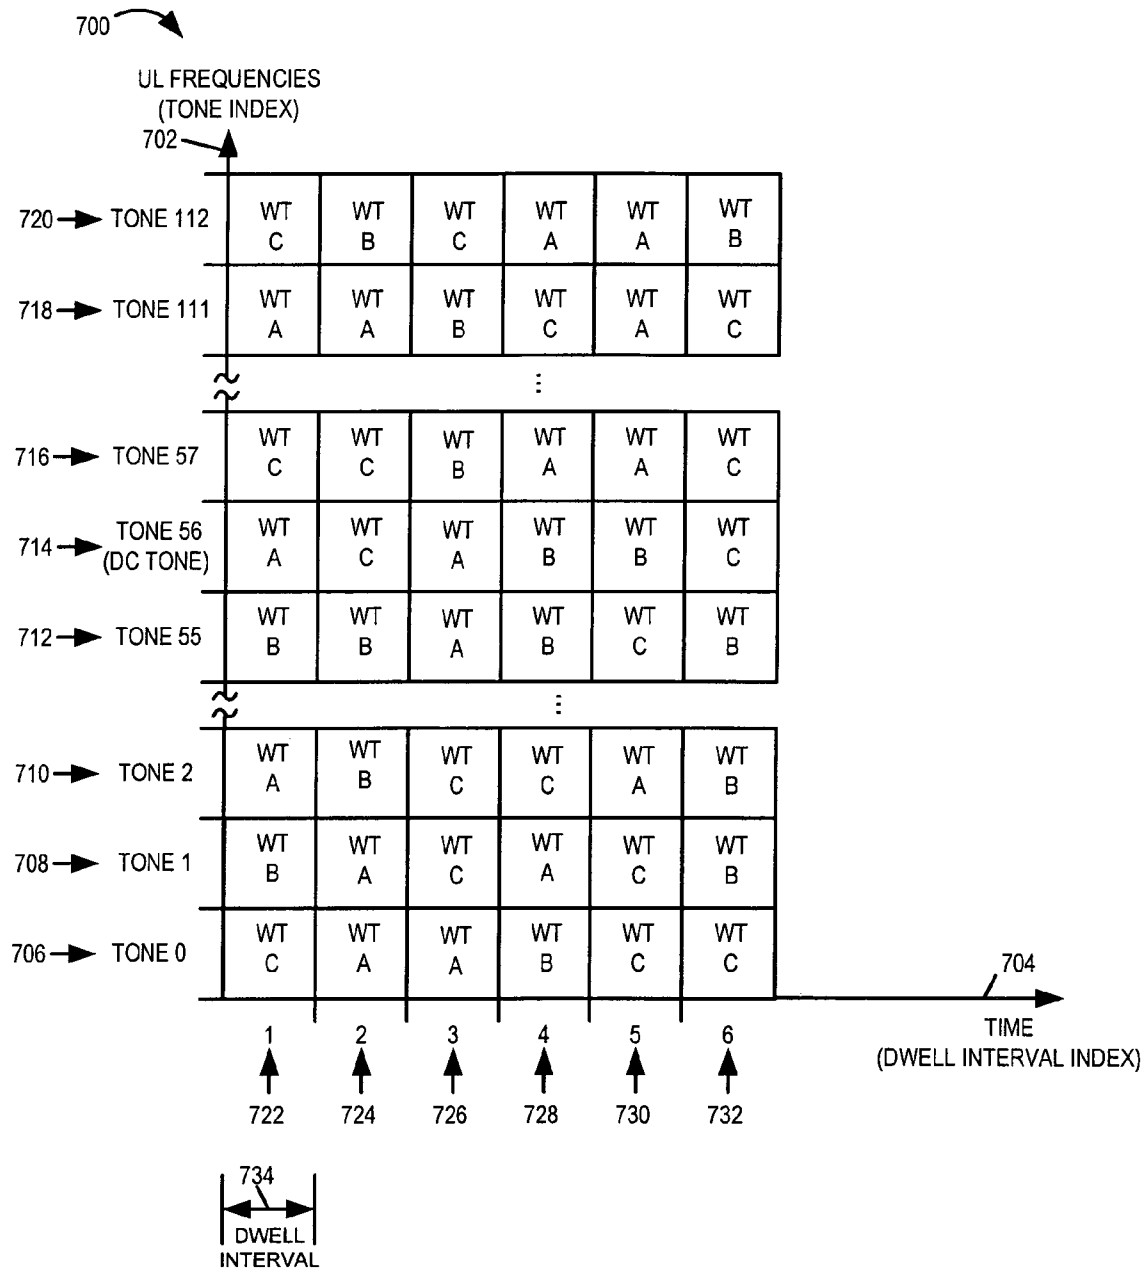 700
UL FREQUENCIES
(TONE INDEX)
702
720 TONE 112 WT C WT B WT C WT A WT A WT B
718 TONE 111 WT A WT A WT B WT C WT A WT C
...
716 TONE 57 WT C WT C WT B WT A WT A WT C
714 TONE 56 (DC TONE) WT A WT C WT A WT B WT B WT C
712 TONE 55 WT B WT B WT A WT B WT C WT B
...
710 TONE 2 WT A WT B WT C WT C WT A WT B
708 TONE 1 WT B WT A WT C WT A WT C WT B
706 TONE 0 WT C WT A WT A WT B WT C WT C
704
1 2 3 4 5 6
TIME
(DWELL INTERVAL INDEX)
722 724 726 728 730 732
734
DWELL
INTERVAL